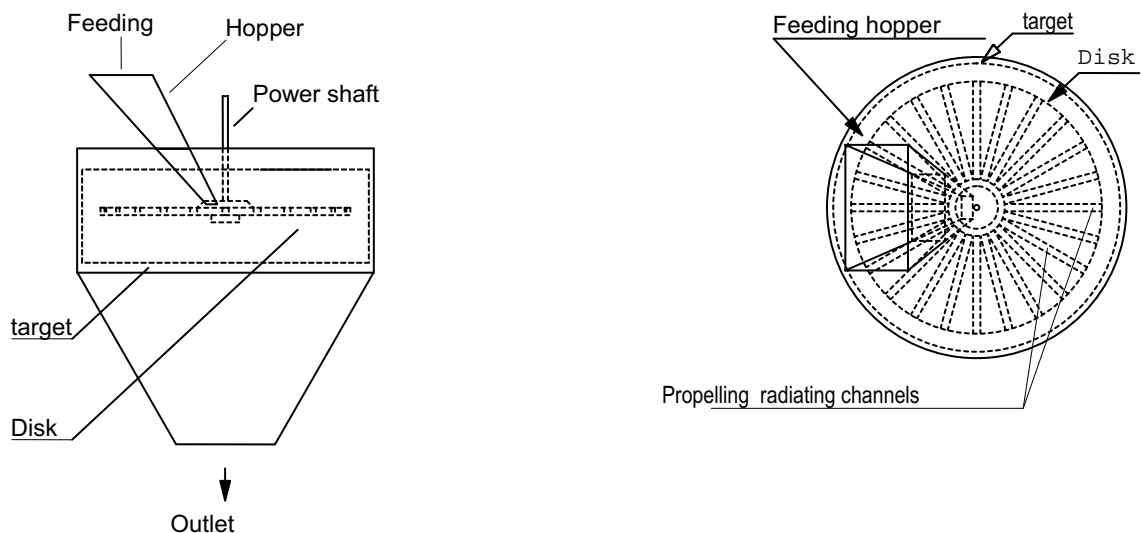 Feeding
Hopper
Power shaft
target
Disk
Outlet
Feeding hopper
target
Disk
Propelling radiating channels